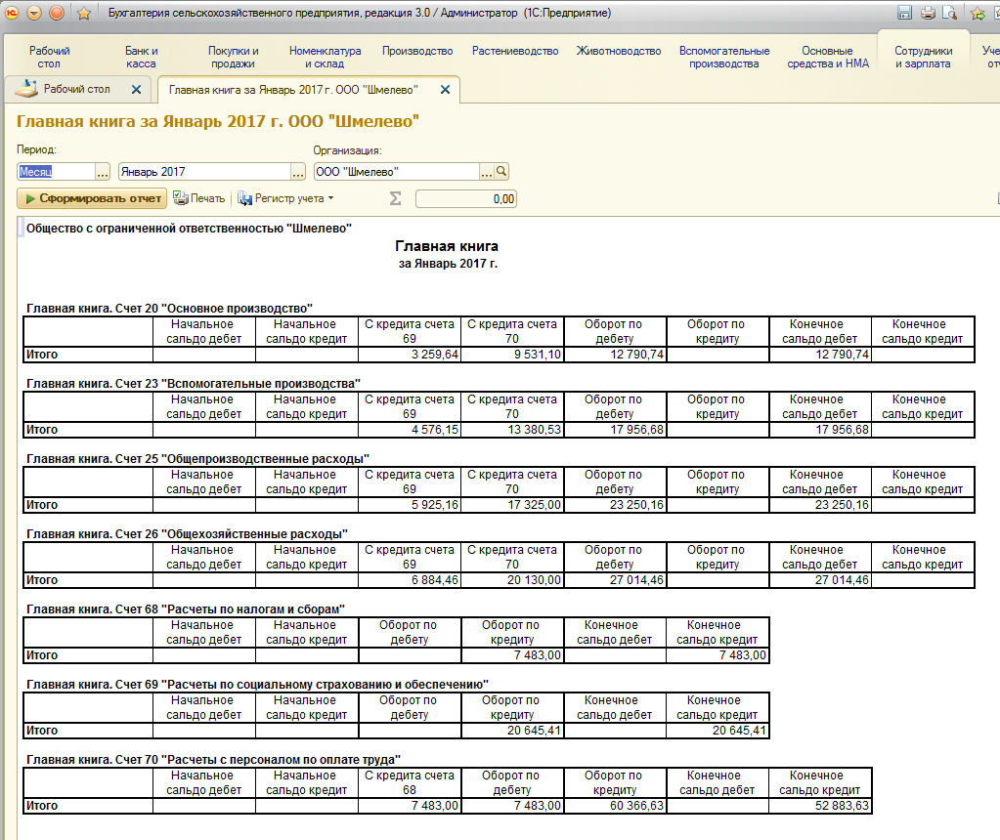 Бухгалтерия сельскохозяйственного предприятия, редакция 3.0 / Администратор (1С:Предприятие)
Рабочий стол
Банк и касса
Покупки и продажи
Номенклатура и склад
Производство
Растениеводство
Животноводство
Вспомогательные производства
Основные средства и НМА
Сотрудники и зарплата
Рабочий стол
Главная книга за Январь 2017 г. ООО "Шмелево"
Главная книга за Январь 2017 г. ООО "Шмелево"
Период:
Организация:
Месяц
...
Январь 2017
...
ООО "Шмелево"
...
Сформировать отчет
Печать
Регистр учета
Σ
0,00
Общество с ограниченной ответственностью "Шмелево"
Главная книга
за Январь 2017 г.
Главная книга. Счет 20 "Основное производство"
Начальное сальдо дебет Начальное сальдо кредит С кредита счета 69 С кредита счета 70 Оборот по дебету Оборот по кредиту Конечное сальдо дебет Конечное сальдо кредит
Итого 3 259,64 9 531,10 12 790,74 12 790,74
Главная книга. Счет 23 "Вспомогательные производства"
Начальное сальдо дебет Начальное сальдо кредит С кредита счета 69 С кредита счета 70 Оборот по дебету Оборот по кредиту Конечное сальдо дебет Конечное сальдо кредит
Итого 4 576,15 13 380,53 17 956,68 17 956,68
Главная книга. Счет 25 "Общепроизводственные расходы"
Начальное сальдо дебет Начальное сальдо кредит С кредита счета 69 С кредита счета 70 Оборот по дебету Оборот по кредиту Конечное сальдо дебет Конечное сальдо кредит
Итого 5 925,16 17 325,00 23 250,16 23 250,16
Главная книга. Счет 26 "Общехозяйственные расходы"
Начальное сальдо дебет Начальное сальдо кредит С кредита счета 69 С кредита счета 70 Оборот по дебету Оборот по кредиту Конечное сальдо дебет Конечное сальдо кредит
Итого 6 884,46 20 130,00 27 014,46 27 014,46
Главная книга. Счет 68 "Расчеты по налогам и сборам"
Начальное сальдо дебет Начальное сальдо кредит Оборот по дебету Оборот по кредиту Конечное сальдо дебет Конечное сальдо кредит
Итого 7 483,00 7 483,00
Главная книга. Счет 69 "Расчеты по социальному страхованию и обеспечению"
Начальное сальдо дебет Начальное сальдо кредит Оборот по дебету Оборот по кредиту Конечное сальдо дебет Конечное сальдо кредит
Итого 20 645,41 20 645,41
Главная книга. Счет 70 "Расчеты с персоналом по оплате труда"
Начальное сальдо дебет Начальное сальдо кредит С кредита счета 68 Оборот по дебету Оборот по кредиту Конечное сальдо дебет Конечное сальдо кредит
Итого 7 483,00 7 483,00 60 366,63 52 883,63